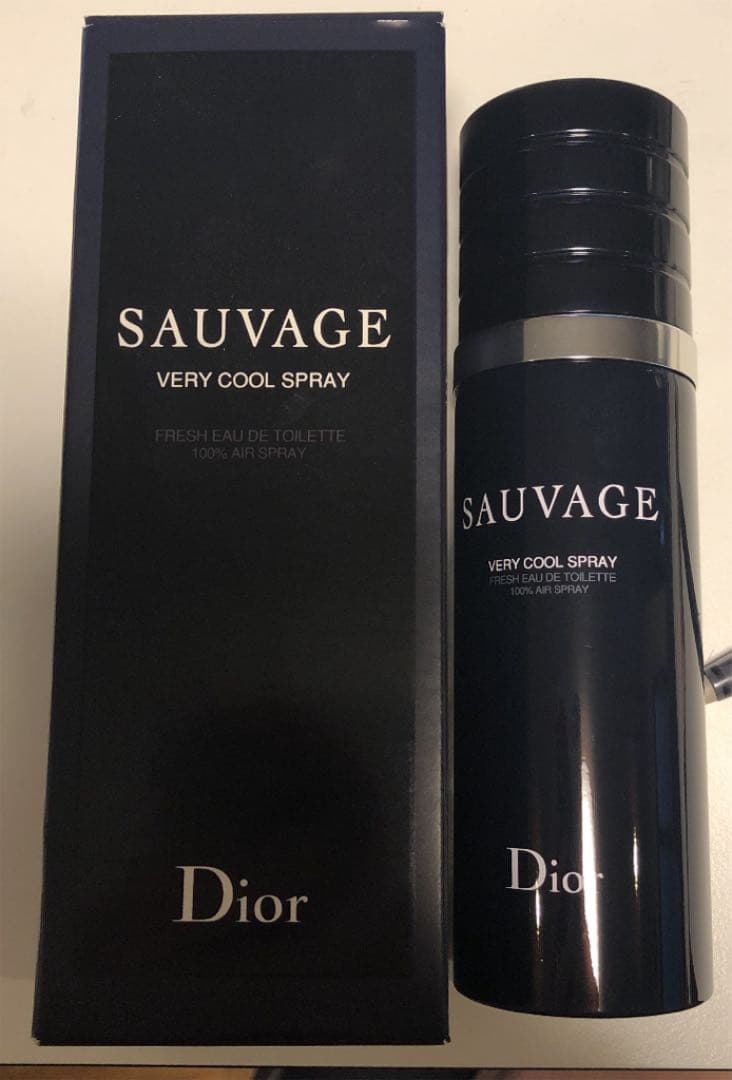 SAUVAGE
VERY COOL SPRAY
FRESH EAU DE TOILETTE
100% AIR SPRAY
Dior
SAUVAGE
VERY COOL SPRAY
FRESH EAU DE TOILETTE
100% AIR SPRAY
Dior